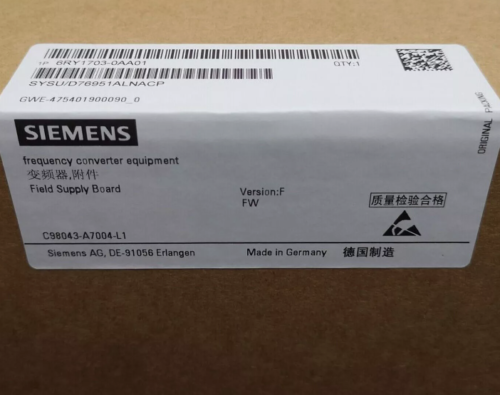 1P 6RY1703-0AA01 QTY:1
SYSU/D76951ALNACP
GWE-475401900090_0
ORIGINAL PACKING
SIEMENS
frequency converter equipment
变频器,附件
Field Supply Board
Version:F
FW
质量检验合格
C98043-A7004-L1
Siemens AG, DE-91056 Erlangen Made in Germany 德国制造